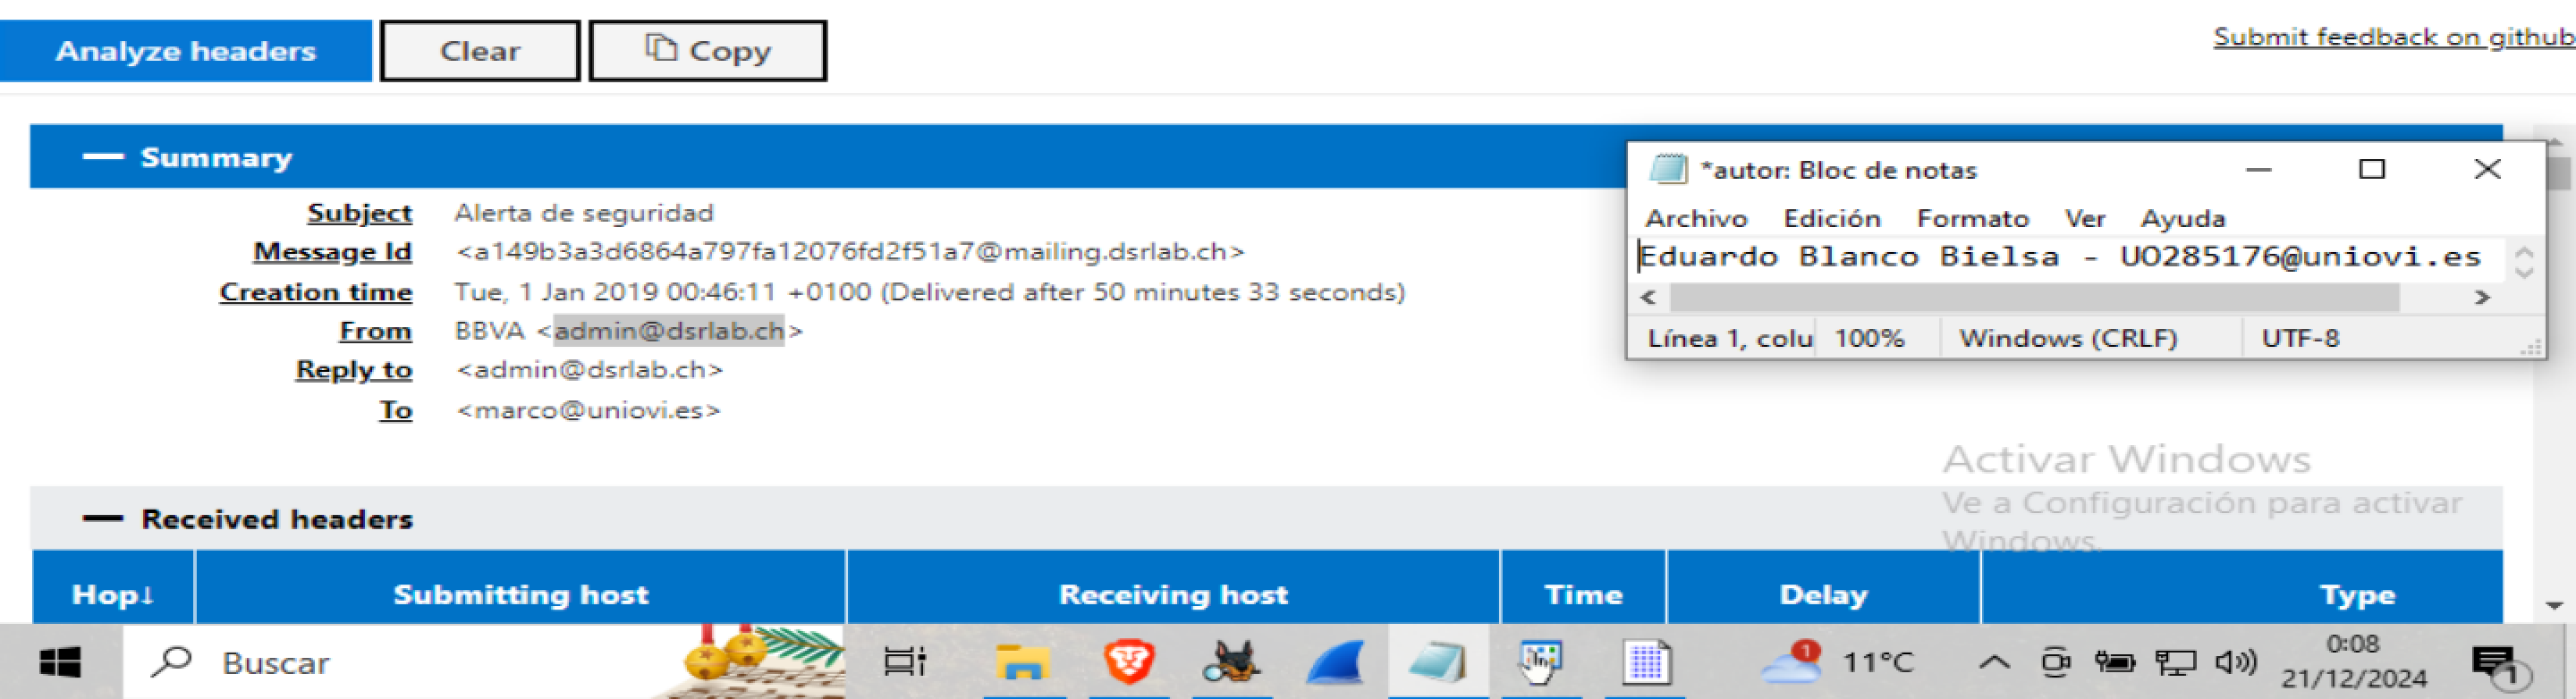 Analyze headers
Clear
Copy
Submit feedback on github
Summary
Subject Alerta de seguridad
Message Id <a149b3a3d6864a797fa12076fd2f51a7@mailing.dsrlab.ch>
Creation time Tue, 1 Jan 2019 00:46:11 +0100 (Delivered after 50 minutes 33 seconds)
From BBVA <admin@dsrlab.ch>
Reply to <admin@dsrlab.ch>
To <marco@uniovi.es>
*autor: Bloc de notas
Archivo Edición Formato Ver Ayuda
Eduardo Blanco Bielsa - UO285176@uniovi.es
Línea 1, colu 100% Windows (CRLF) UTF-8
Activar Windows
Ve a Configuración para activar
Windows.
Received headers
Hop↓ Submitting host Receiving host Time Delay Type
Buscar
1
11°C
0:08
21/12/2024
1